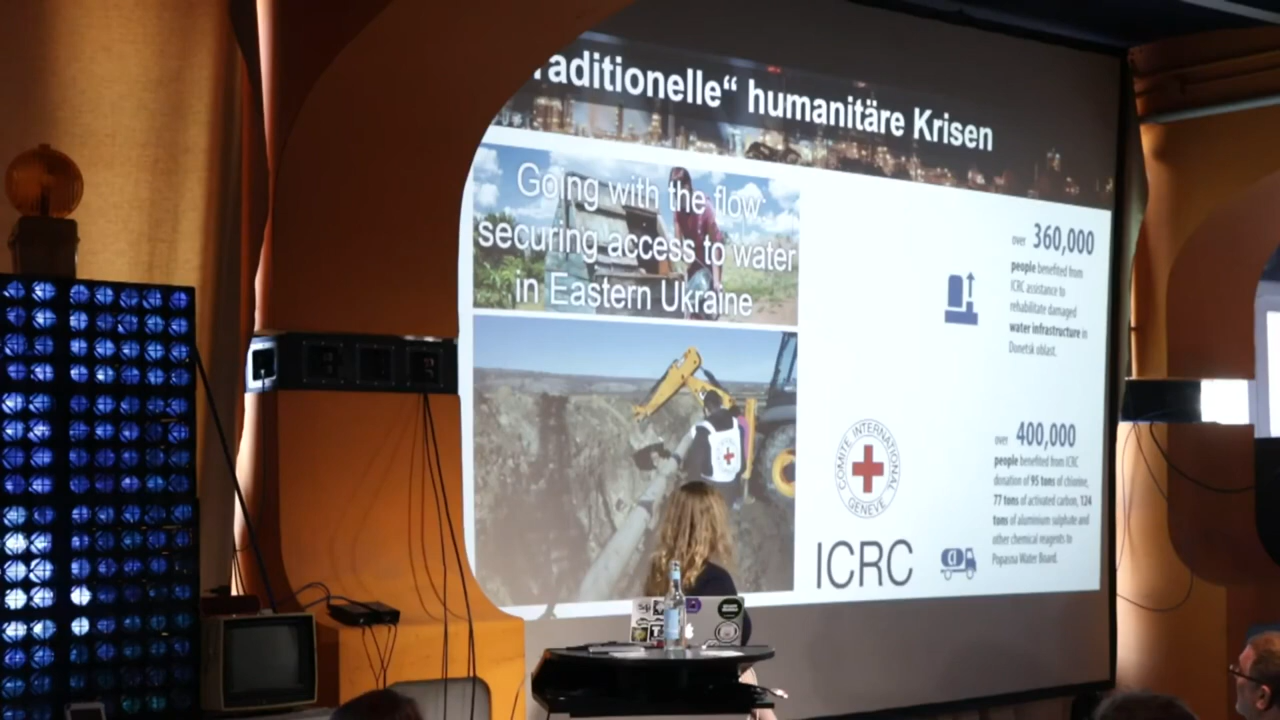 raditionelle“ humanitäre Krisen
Going with the flow:
securing access to water
in Eastern Ukraine
over 360,000
people benefited from
ICRC assistance to
rehabilitate damaged
water infrastructure in
Donetsk oblast.
COMITE INTERNATIONAL
GENEVE
ICRC
over 400,000
people benefited from ICRC
donation of 95 tons of chlorine,
77 tons of activated carbon, 124
tons of aluminium sulphate and
other chemical reagents to
Popasna Water Board.